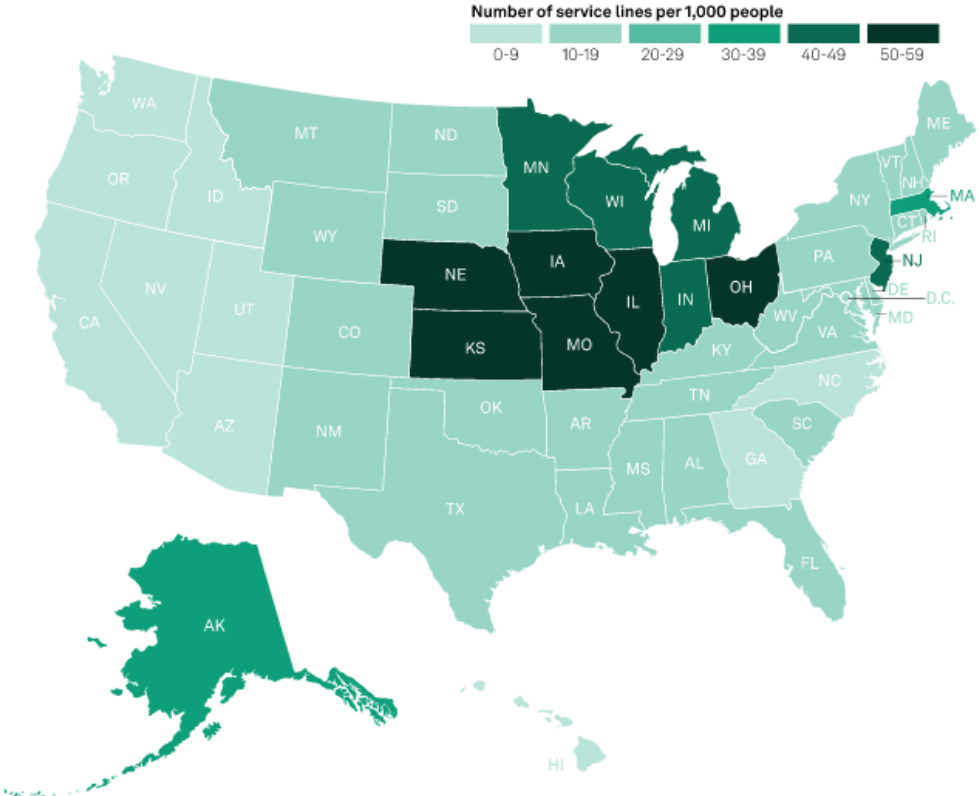 Number of service lines per 1,000 people
0-9 10-19 20-29 30-39 40-49 50-59
WA
MT
ND
MN
ME
OR
ID
SD
WI
MI
VT
NH
NY
MA
CT
RI
WY
NE
IA
PA
NJ
NV
UT
CO
IL
IN
OH
DE
D.C.
MD
CA
KS
MO
WV
VA
KY
AZ
NM
OK
AR
TN
NC
SC
TX
LA
MS
AL
GA
FL
AK
HI